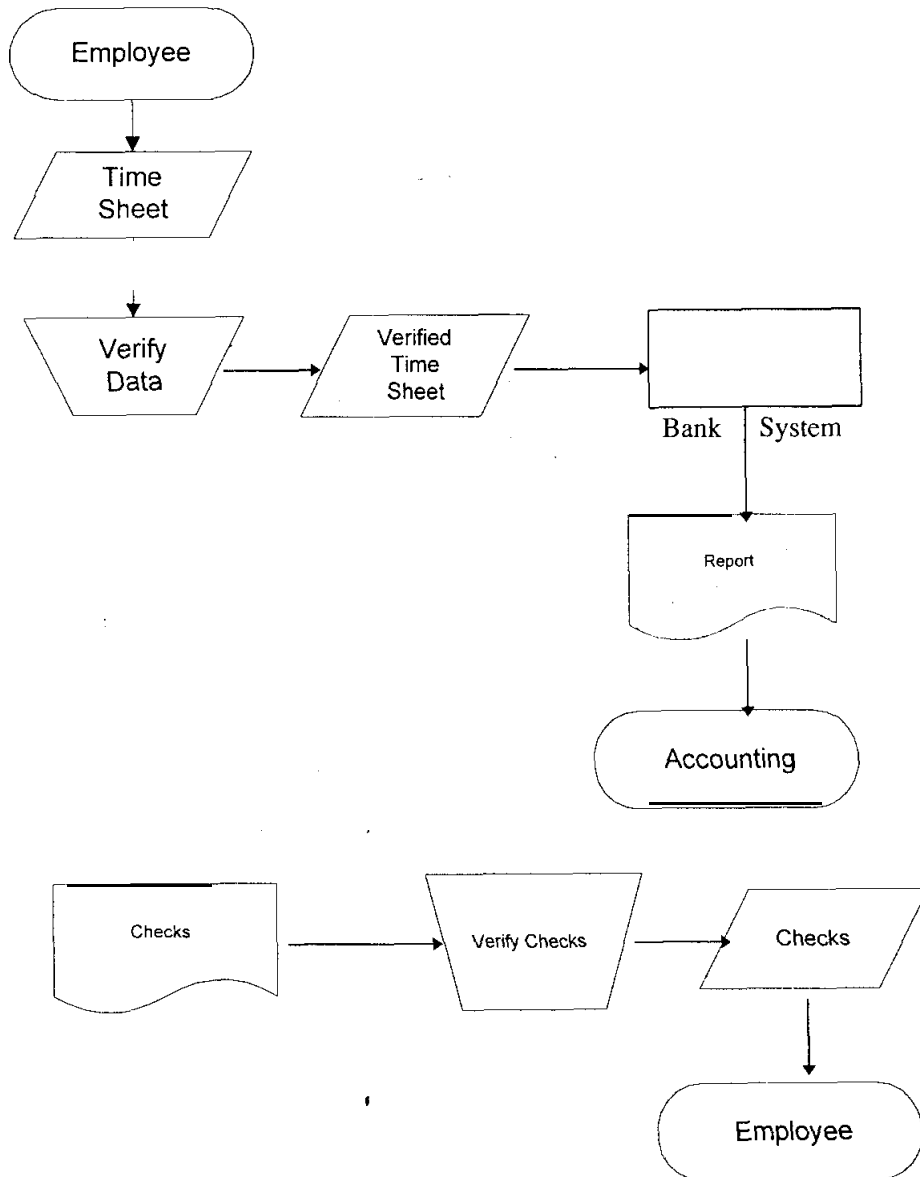 Employee
Time
Sheet
Verify
Data
Verified
Time
Sheet
Bank System
Report
Accounting
Checks
Verify Checks
Checks
Employee